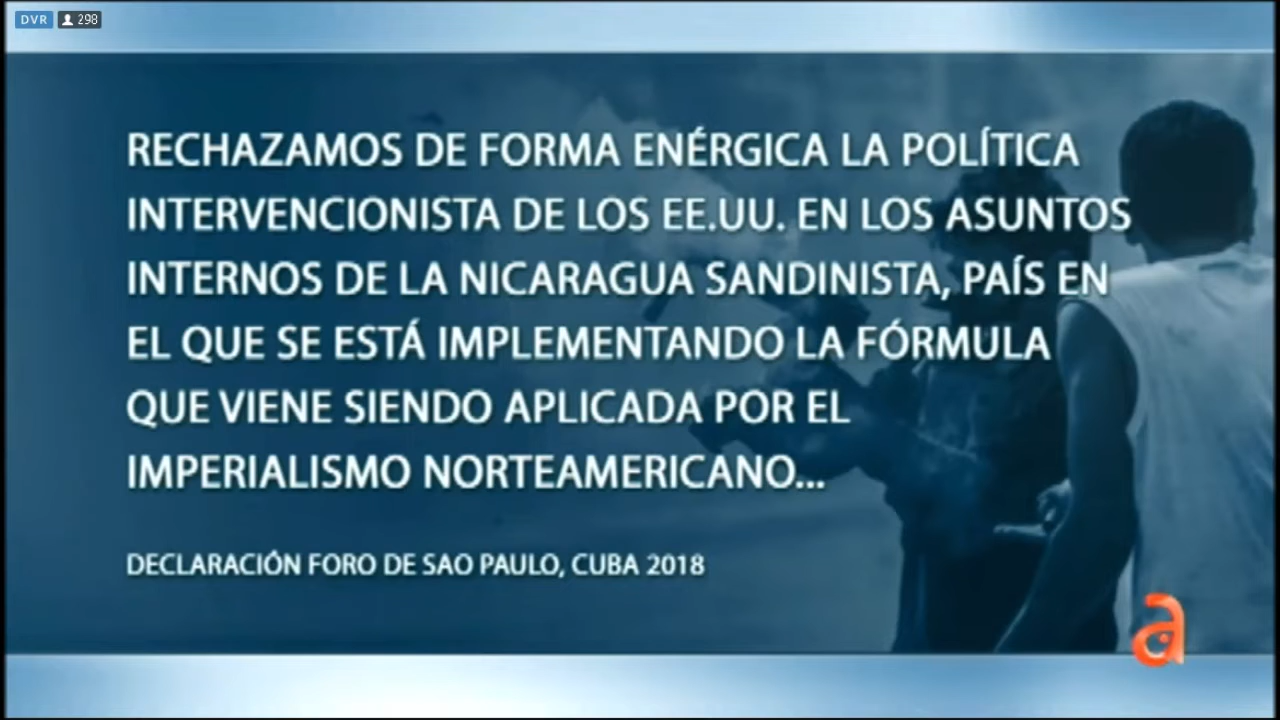 DVR 298
RECHAZAMOS DE FORMA ENÉRGICA LA POLÍTICA
INTERVENCIONISTA DE LOS EE.UU. EN LOS ASUNTOS
INTERNOS DE LA NICARAGUA SANDINISTA, PAÍS EN
EL QUE SE ESTÁ IMPLEMENTANDO LA FÓRMULA
QUE VIENE SIENDO APLICADA POR EL
IMPERIALISMO NORTEAMERICANO...
DECLARACIÓN FORO DE SAO PAULO, CUBA 2018
a